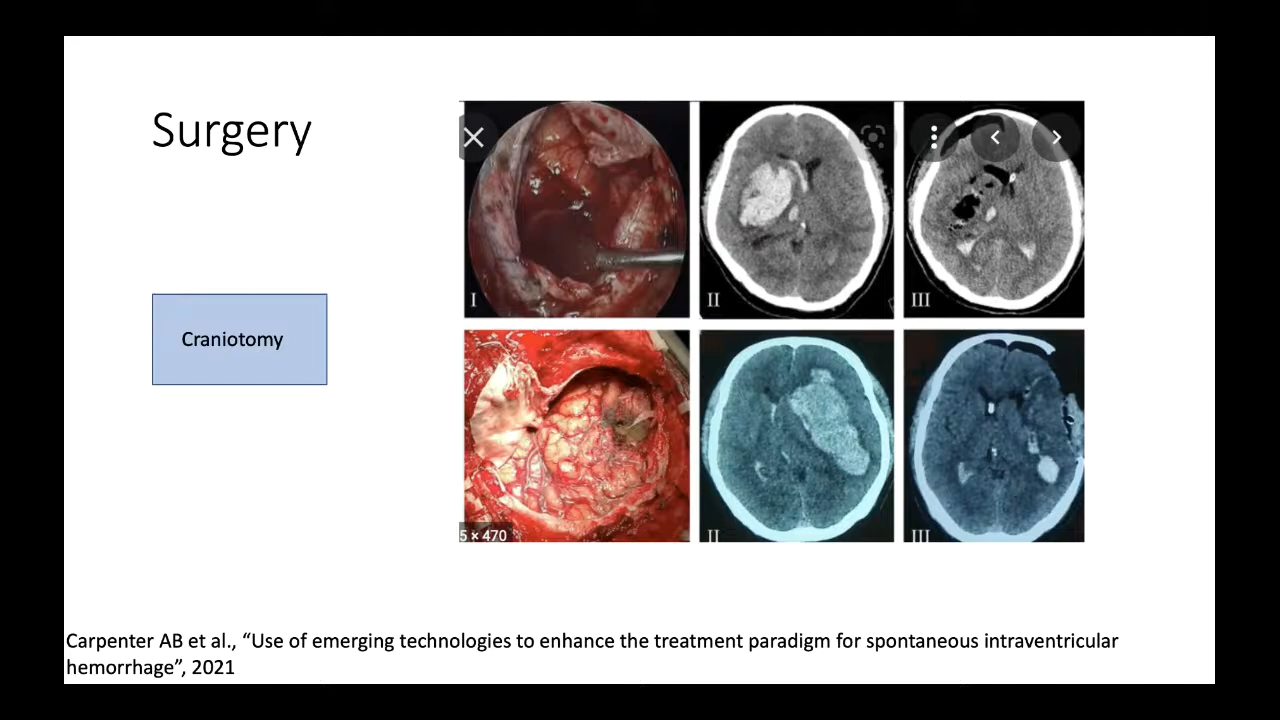 Surgery
Craniotomy
I
II
III
5 × 470
II
III
Carpenter AB et al., “Use of emerging technologies to enhance the treatment paradigm for spontaneous intraventricular
hemorrhage”, 2021